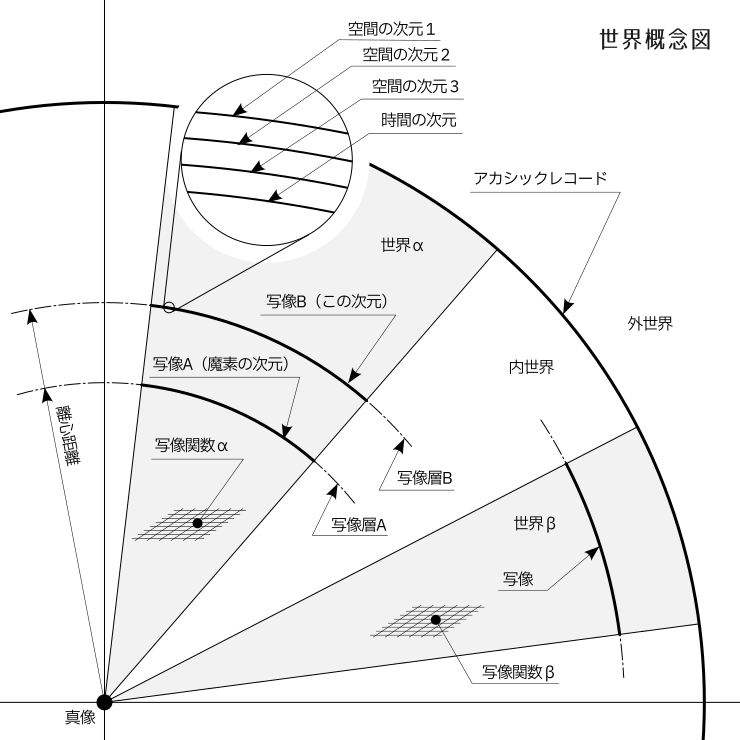 世界概念図
空間の次元1
空間の次元2
空間の次元3
時間の次元
アカシックレコード
世界α
写像B（この次元）
外世界
写像A（魔素の次元）
内世界
離心距離
写像関数α
写像層B
写像層A
世界β
写像
写像関数β
真像